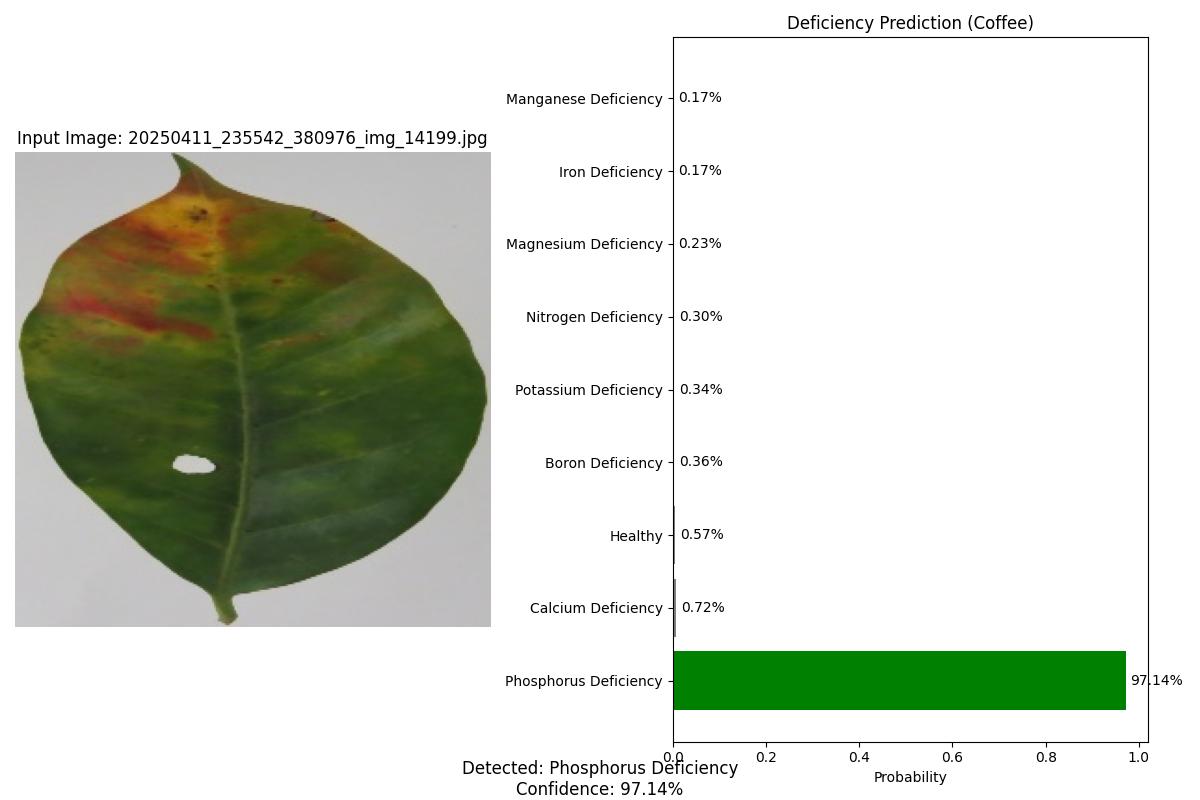 Deficiency Prediction (Coffee)
Input Image: 20250411_235542_380976_img_14199.jpg
Manganese Deficiency 0.17%
Iron Deficiency 0.17%
Magnesium Deficiency 0.23%
Nitrogen Deficiency 0.30%
Potassium Deficiency 0.34%
Boron Deficiency 0.36%
Healthy 0.57%
Calcium Deficiency 0.72%
Phosphorus Deficiency 97.14%
0.0 0.2 0.4 0.6 0.8 1.0
Probability
Detected: Phosphorus Deficiency
Confidence: 97.14%